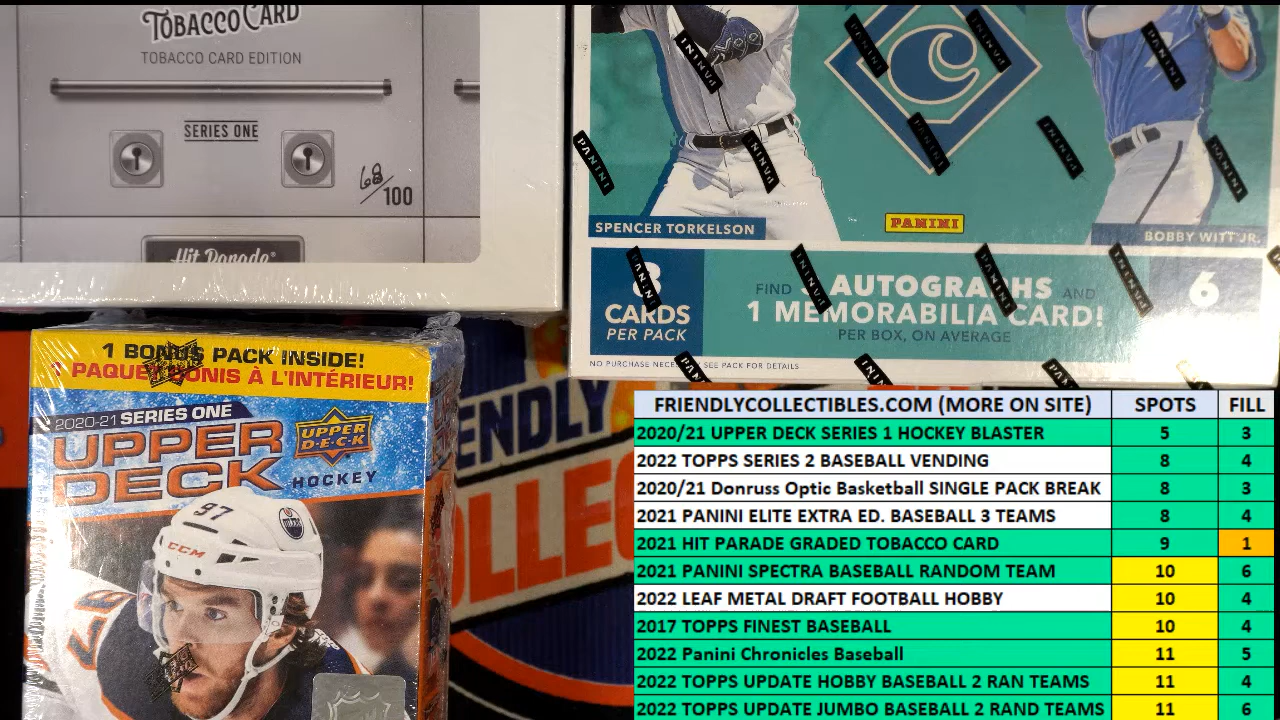 TOBACCO CARD
TOBACCO CARD EDITION
SERIES ONE
68/100
Hit Parade®
PANINI
SPENCER TORKELSON
PANINI
BOBBY WITT JR.
8 CARDS PER PACK
FIND AUTOGRAPHS AND
1 MEMORABILIA CARD!
PER BOX, ON AVERAGE
6
NO PURCHASE SEE PACK FOR DETAILS
1 BONUS PACK INSIDE!
1 PAQUET BONIS À L'INTÉRIEUR!
2020-21 SERIES ONE
UPPER DECK
UPPER DECK
HOCKEY
97
CCM
97
FRIENDLYCOLLECTIBLES.COM (MORE ON SITE) SPOTS FILL
2020/21 UPPER DECK SERIES 1 HOCKEY BLASTER 5 3
2022 TOPPS SERIES 2 BASEBALL VENDING 8 4
2020/21 Donruss Optic Basketball SINGLE PACK BREAK 8 3
2021 PANINI ELITE EXTRA ED. BASEBALL 3 TEAMS 8 4
2021 HIT PARADE GRADED TOBACCO CARD 9 1
2021 PANINI SPECTRA BASEBALL RANDOM TEAM 10 6
2022 LEAF METAL DRAFT FOOTBALL HOBBY 10 4
2017 TOPPS FINEST BASEBALL 10 4
2022 Panini Chronicles Baseball 11 5
2022 TOPPS UPDATE HOBBY BASEBALL 2 RAN TEAMS 11 4
2022 TOPPS UPDATE JUMBO BASEBALL 2 RAND TEAMS 11 6